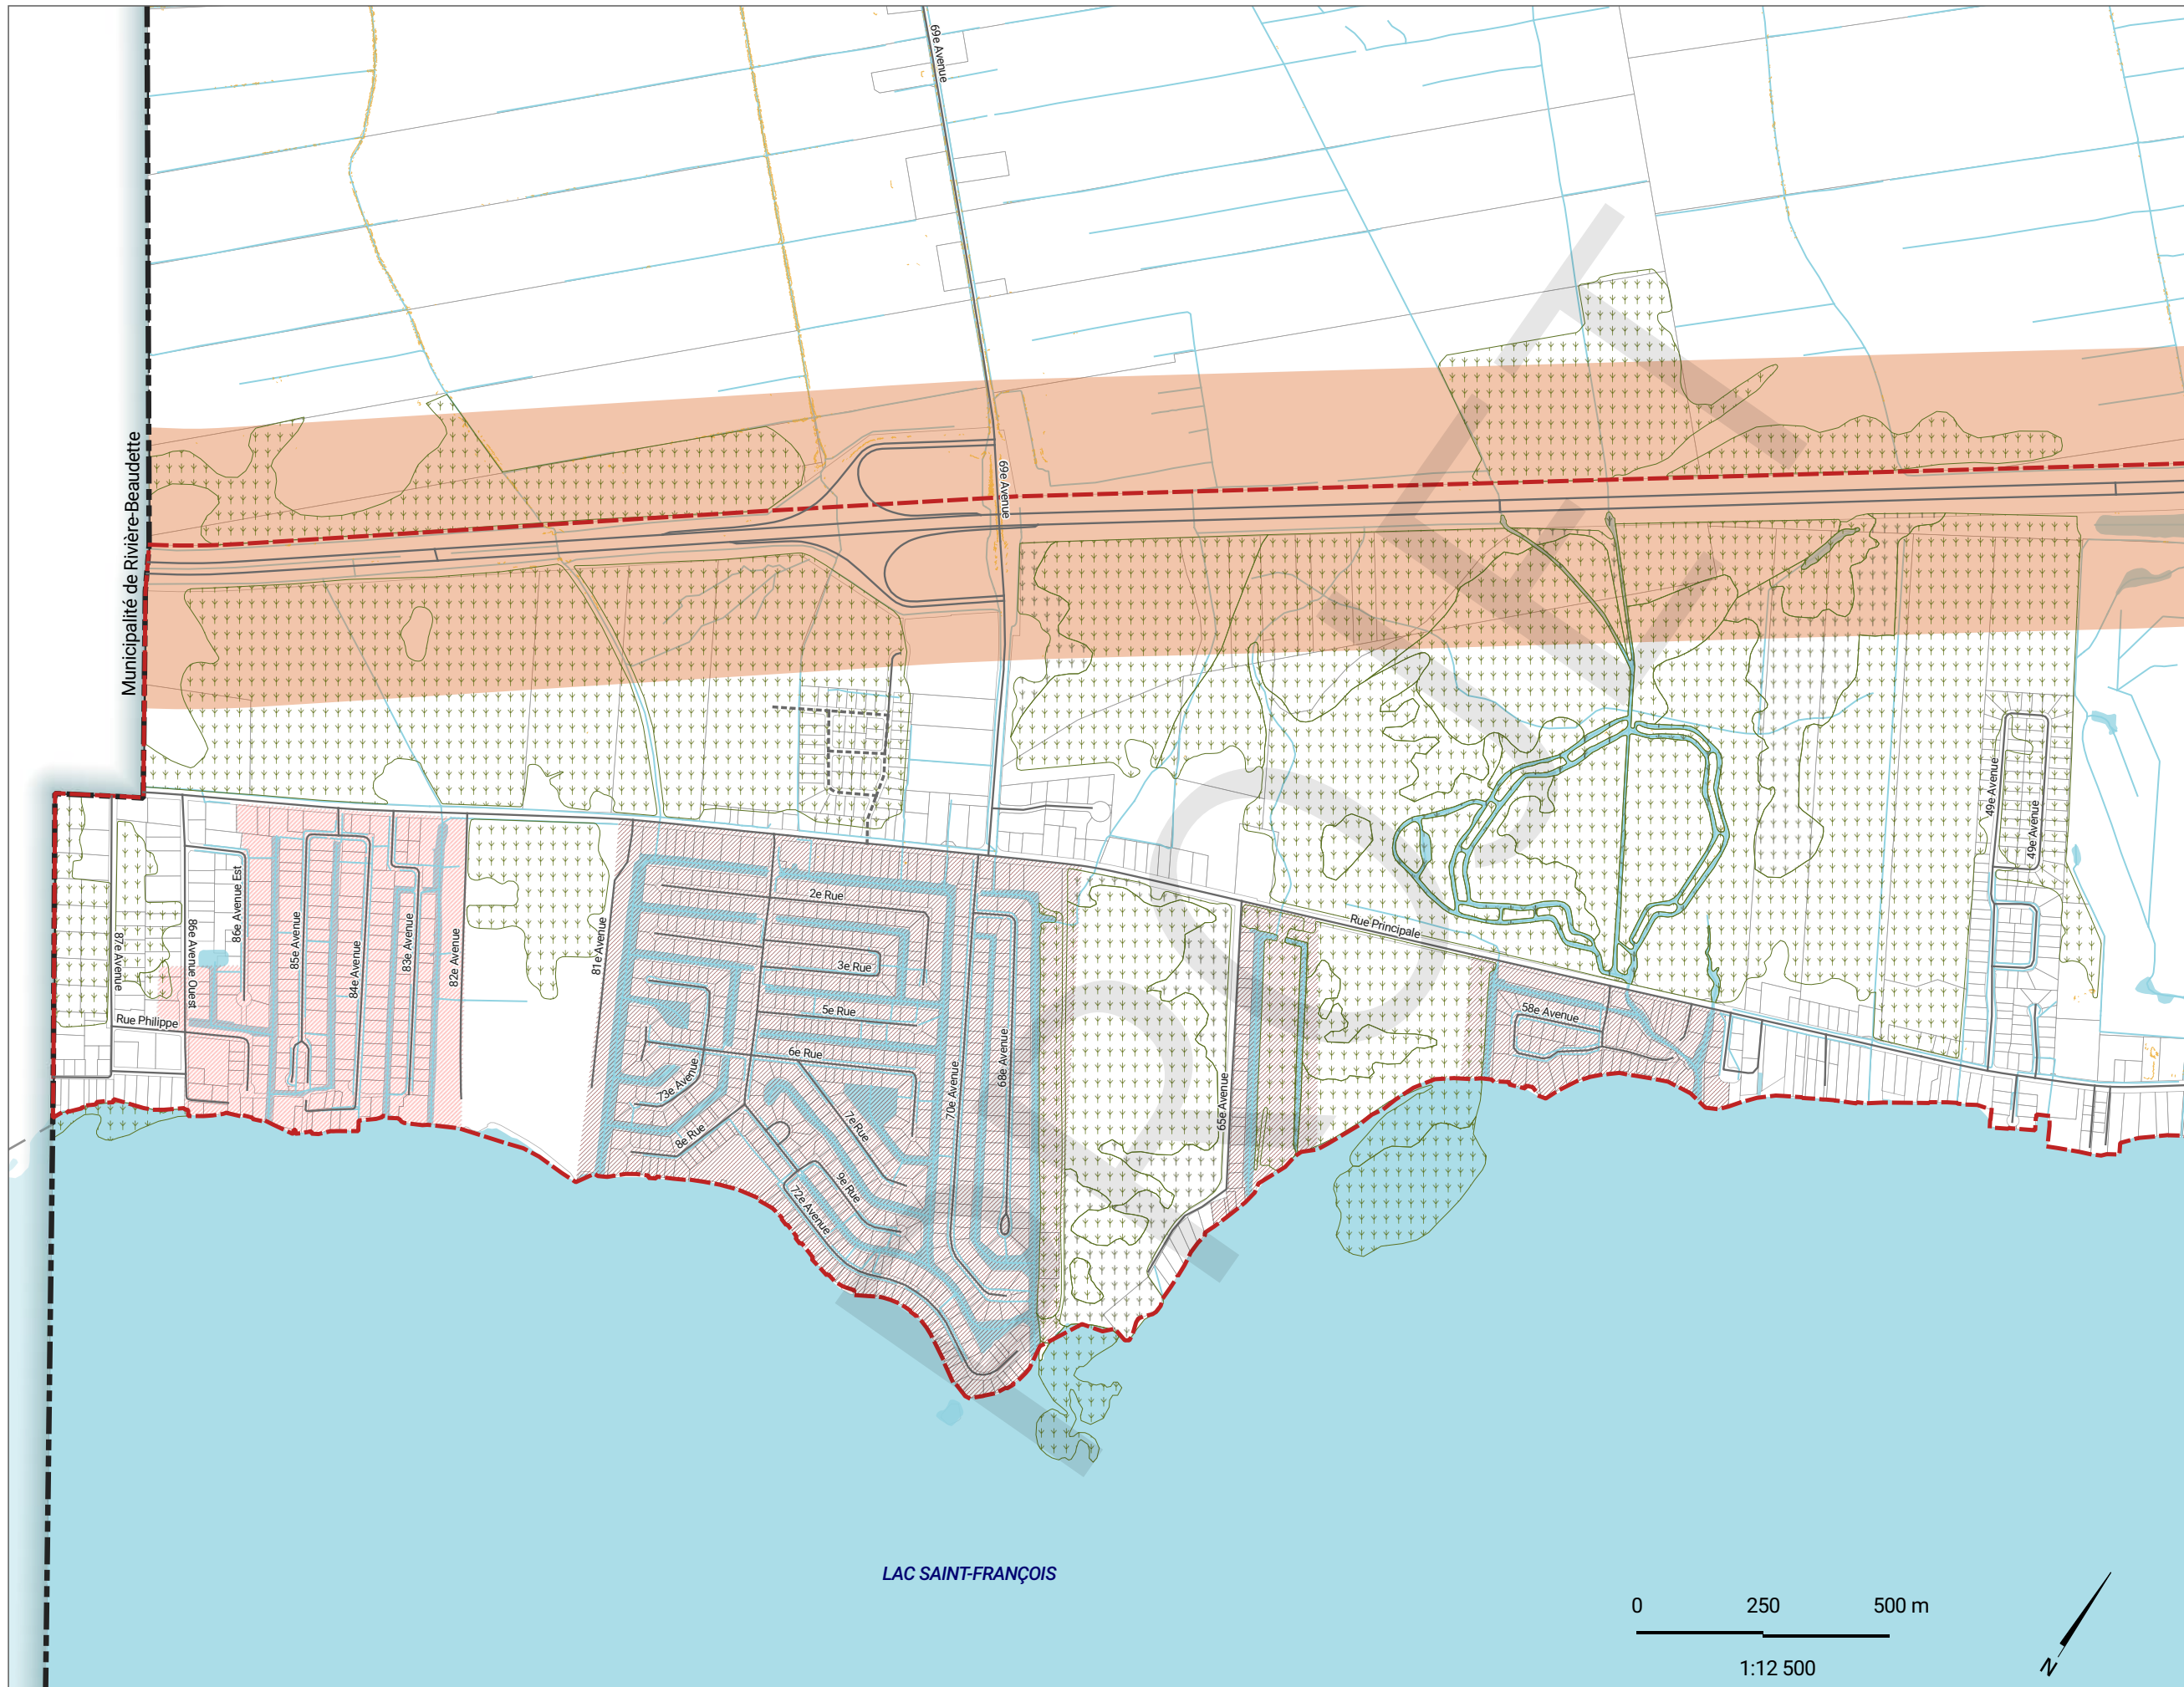 69e Avenue
Municipalité de Rivière-Beaudette
69e Avenue
49e Avenue
49e Avenue
87e Avenue
86e Avenue Ouest
86e Avenue Est
85e Avenue
84e Avenue
83e Avenue
82e Avenue
81e Avenue
2e Rue
3e Rue
5e Rue
6e Rue
Rue Principale
Rue Philippe
58e Avenue
73e Avenue
7e Rue
8e Rue
9e Rue
72e Avenue
70e Avenue
68e Avenue
65e Avenue
LAC SAINT-FRANÇOIS
0 250 500 m
1:12 500
N
PROJET